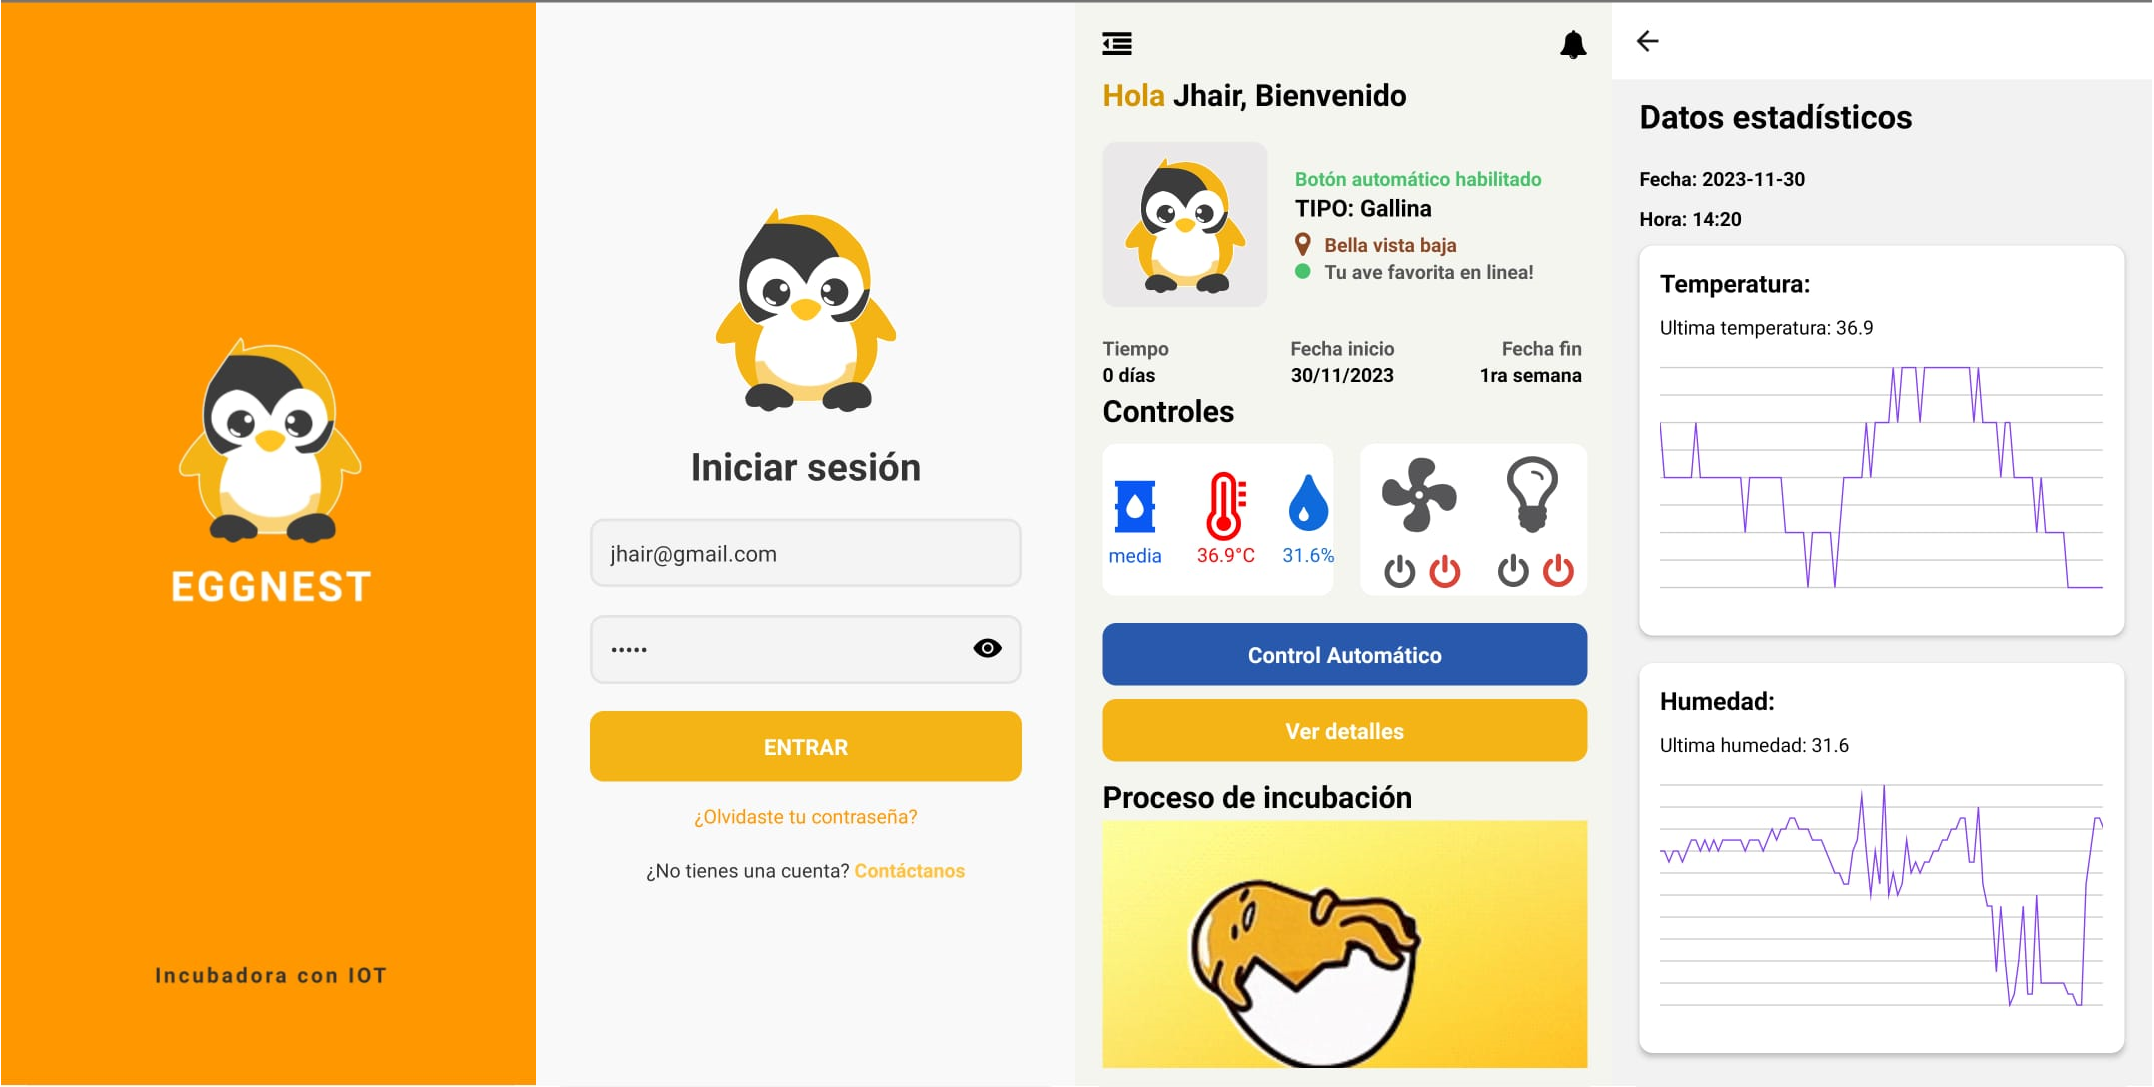 EGGNEST
Incubadora con IOT
Iniciar sesión
jhair@gmail.com
•••••
ENTRAR
¿Olvidaste tu contraseña?
¿No tienes una cuenta? Contáctanos
Hola Jhair, Bienvenido
Botón automático habilitado
TIPO: Gallina
Bella vista baja
Tu ave favorita en linea!
Tiempo Fecha inicio Fecha fin
0 días 30/11/2023 1ra semana
Controles
media 36.9°C 31.6%
Control Automático
Ver detalles
Proceso de incubación
Datos estadísticos
Fecha: 2023-11-30
Hora: 14:20
Temperatura:
Ultima temperatura: 36.9
Humedad:
Ultima humedad: 31.6